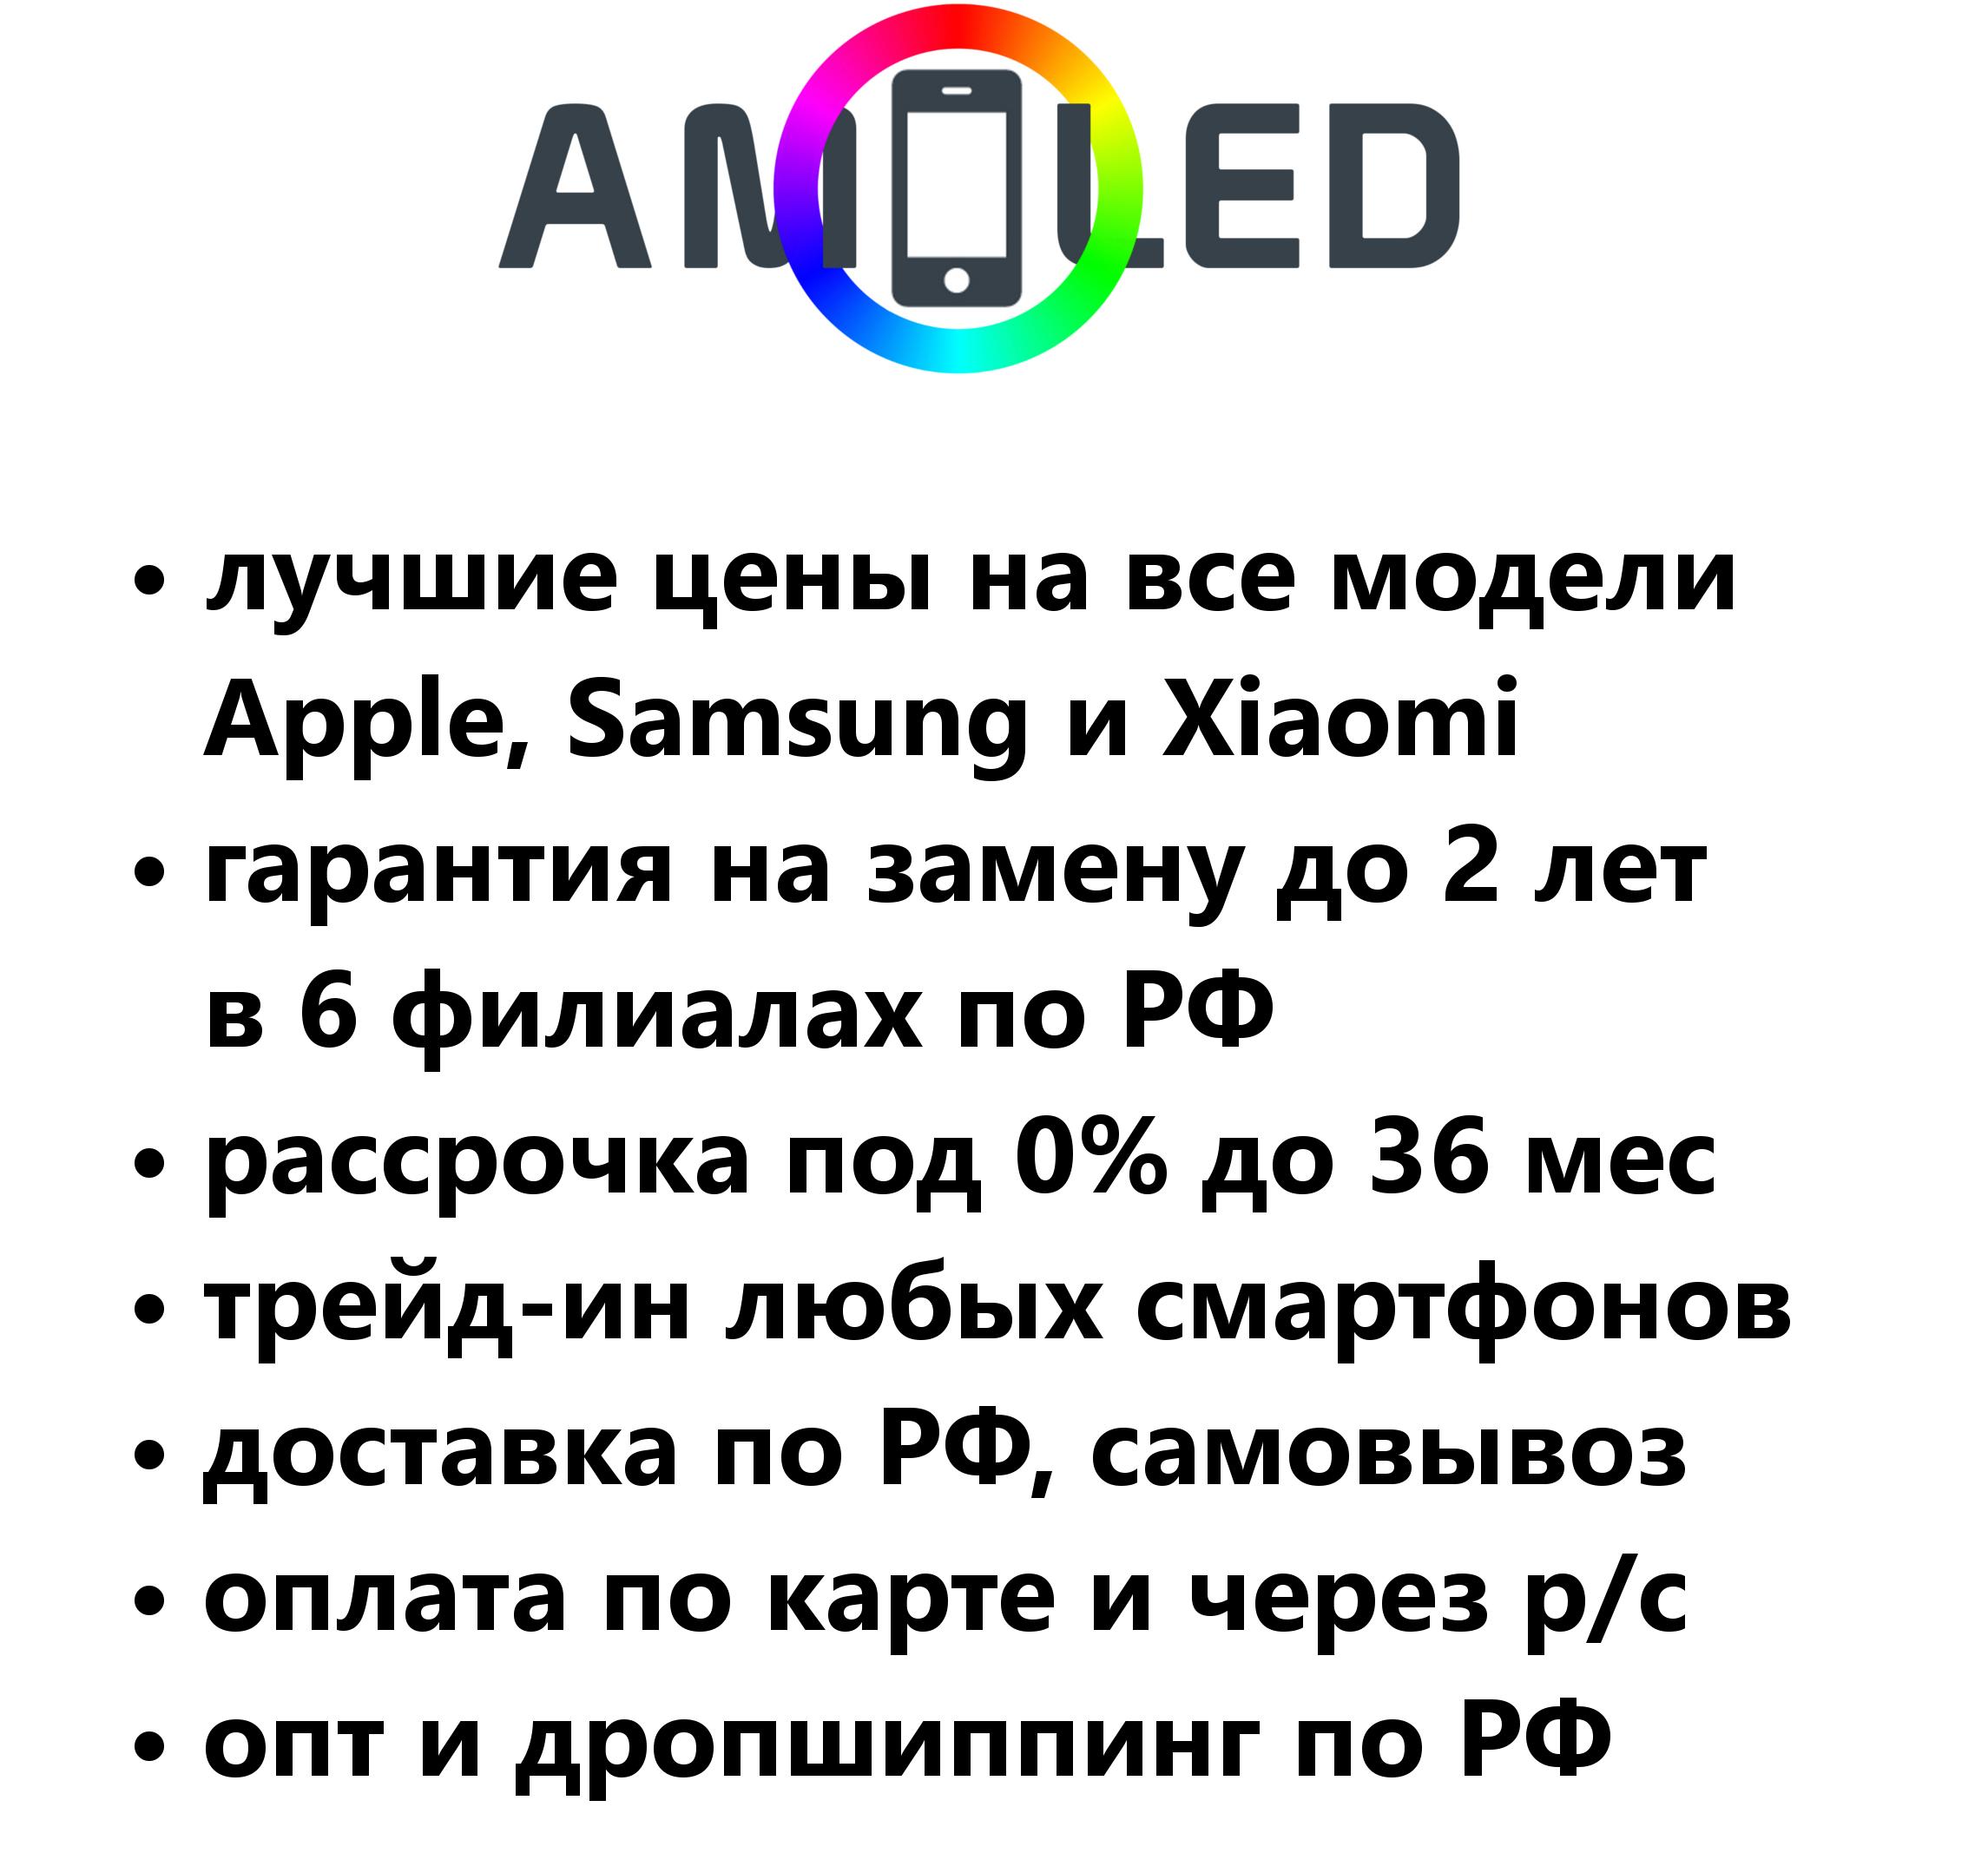 AMOLED
• лучшие цены на все модели
Apple, Samsung и Xiaomi
• гарантия на замену до 2 лет
в 6 филиалах по РФ
• рассрочка под 0% до 36 мес
• трейд-ин любых смартфонов
• доставка по РФ, самовывоз
• оплата по карте и через р/с
• опт и дропшиппинг по РФ